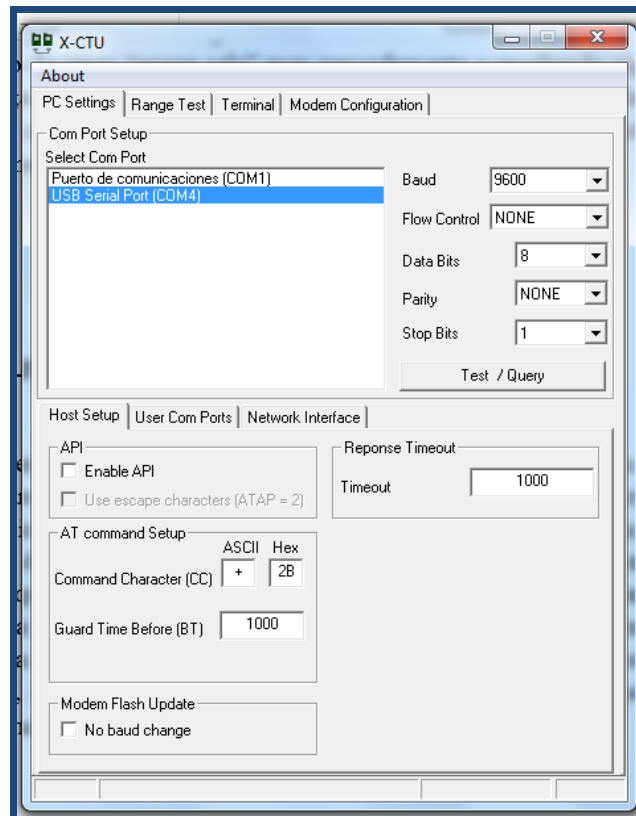 X-CTU
About
PC Settings Range Test Terminal Modem Configuration
Com Port Setup
Select Com Port
Puerto de comunicaciones (COM1)
USB Serial Port (COM4)
Baud 9600
Flow Control NONE
Data Bits 8
Parity NONE
Stop Bits 1
Test / Query
Host Setup User Com Ports Network Interface
API
Enable API
Use escape characters (ATAP = 2)
Reponse Timeout
Timeout 1000
AT command Setup
ASCII Hex
Command Character (CC) + 2B
Guard Time Before (BT) 1000
Modem Flash Update
No baud change